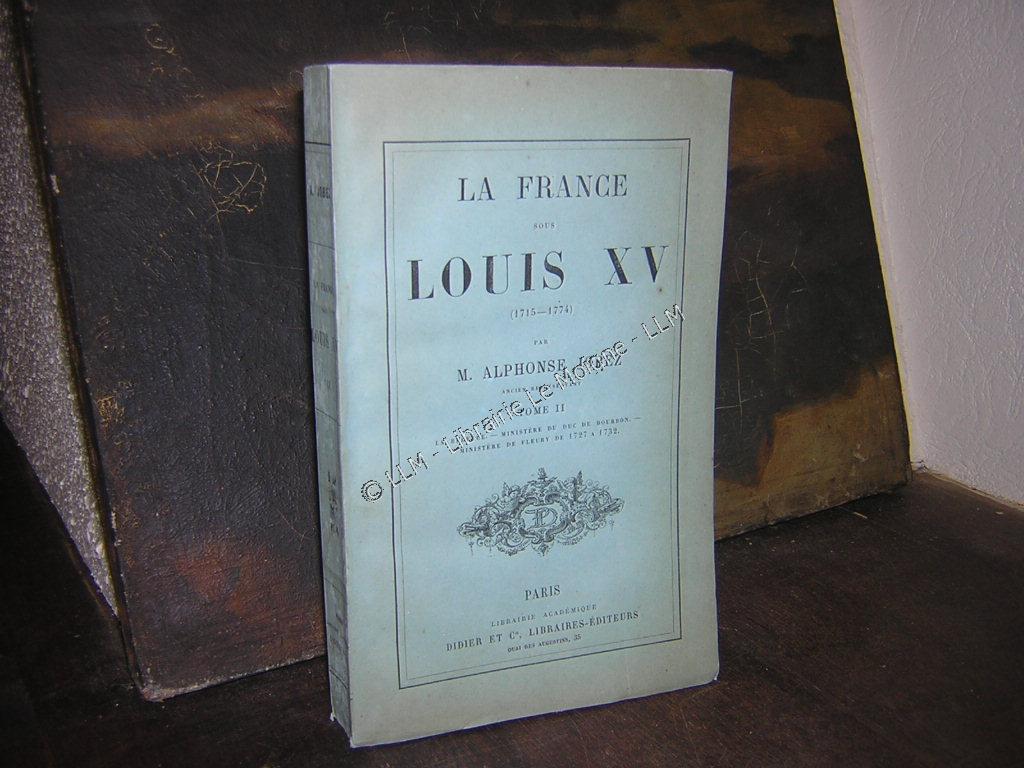 LA FRANCE
SOUS
LOUIS XV
(1715—1774)
PAR
M. ALPHONSE
ANCIEN
TOME II
MINISTÈRE DU DUC DE BOURBON. —
MINISTÈRE DE FLEURY DE 1727 A 1732.
© LLM - Librairie Le Moigne - LLM
PARIS
LIBRAIRIE ACADÉMIQUE
DIDIER ET Cⁱᵉ, LIBRAIRES-ÉDITEURS
QUAI DES AUGUSTINS, 35
LOUIS